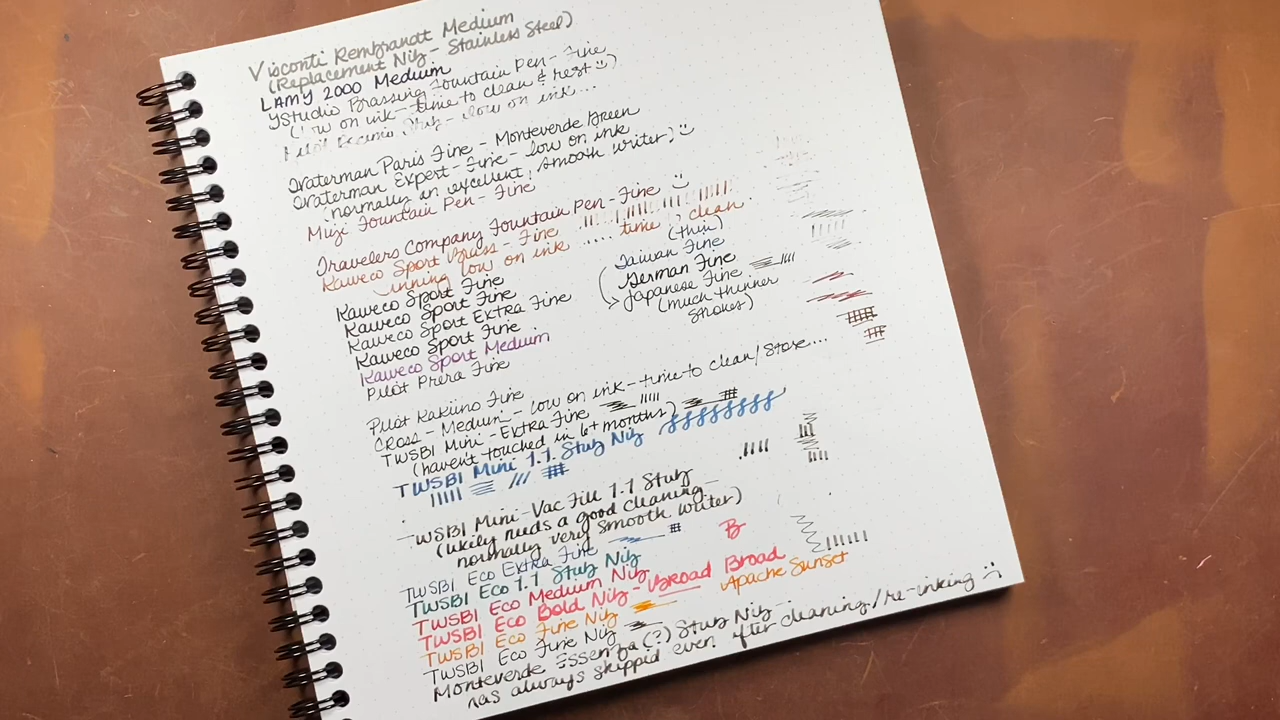 Visconti Rembrandt Medium
(Replacement Nib - Stainless Steel)
LAMY 2000 Medium
YStudio Brassing Fountain Pen - Fine
(low on ink - time to clean & rest ☺)
Pilot Stub - low on ink...
Waterman Paris Fine - Monteverde Green
Waterman Expert - Fine - low on ink
(normally an excellent, smooth writer) ☺
Muji Fountain Pen - Fine
Travelers Company Fountain Pen - Fine ☺
Kaweco Sport Brass - Fine
running low on ink ..... time 2 clean.
Kaweco Sport Fine
Kaweco Sport Fine
Kaweco Sport Extra Fine
Kaweco Sport Fine
Kaweco Sport Medium
Pilot Prera Fine
(thin)
Taiwan Fine
German Fine
Japanese Fine
(much thinner
strokes)
Pilot Kakuno Fine
Cross - Medium - low on ink - time to clean/store...
TWSBI Mini - Extra Fine
(haven't touched in 6+ months)
TWSBI Mini 1.1 Stub Nib
TWSBI Mini - Vac Fill 1.1 Stub
(likely needs a good cleaning -
normally very smooth writer)
TWSBI Eco Extra Fine
TWSBI Eco 1.1 Stub Nib
TWSBI Eco Medium Nib
B
TWSBI Eco Bold Nib - Broad Broad
TWSBI Eco Fine Nib Apache Sunset
TWSBI Eco Fine Nib
Monteverde Essenza (?) Stub Nib -
has always skippid even after cleaning/re-inking ☹